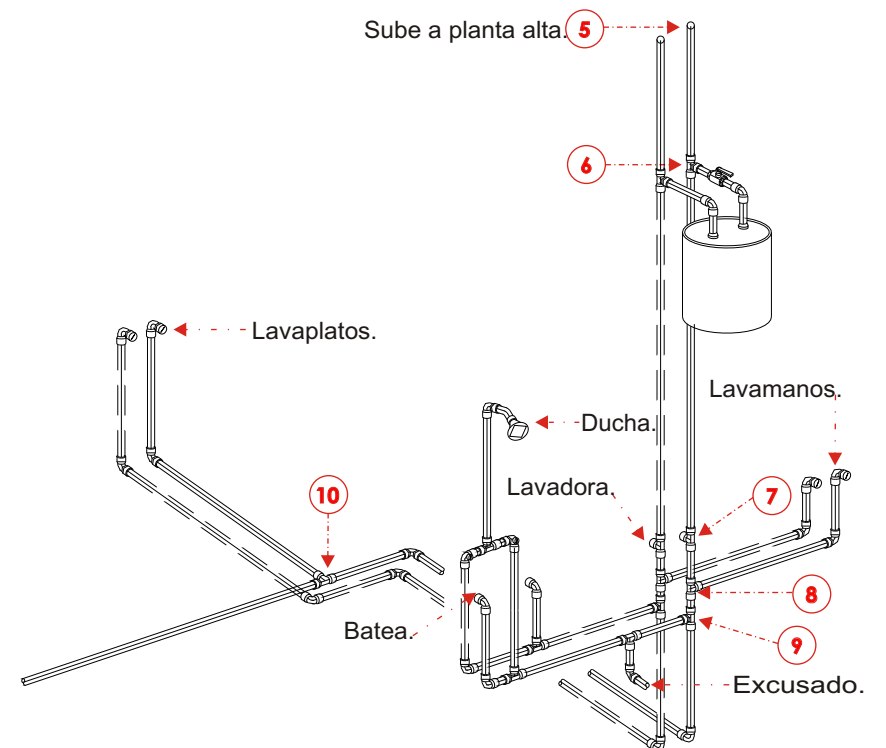 Sube a planta alta. 5
6
Lavaplatos.
Lavamanos.
Ducha.
Lavadora.
10
7
8
Batea.
9
Excusado.